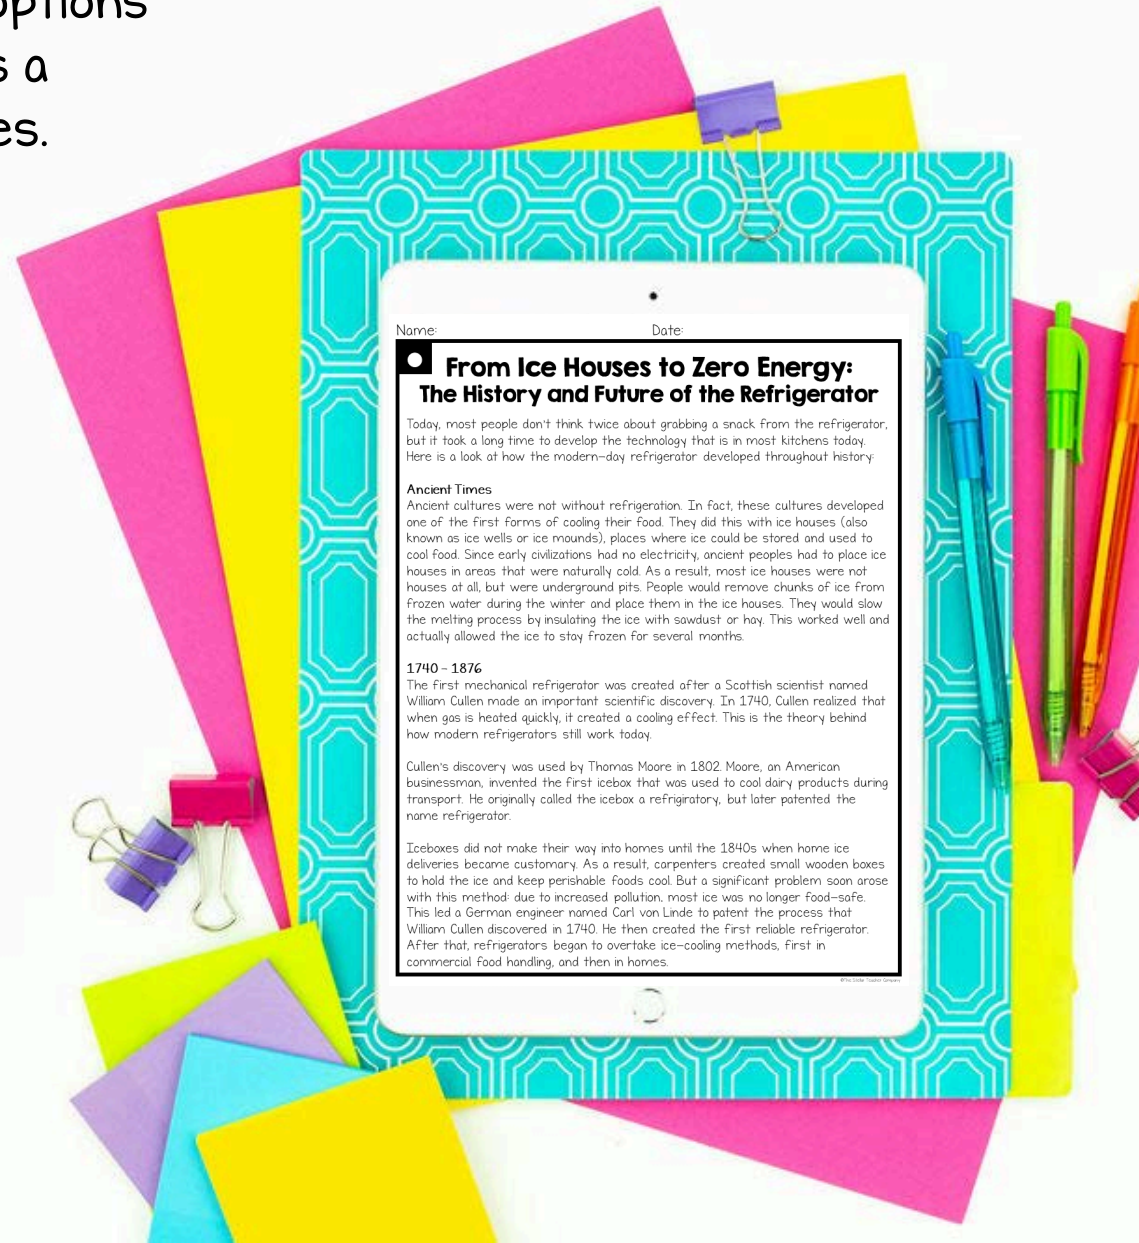 options
s a
es.
Name:
Date:
From Ice Houses to Zero Energy:
The History and Future of the Refrigerator
Today, most people don't think twice about grabbing a snack from the refrigerator,
but it took a long time to develop the technology that is in most kitchens today.
Here is a look at how the modern-day refrigerator developed throughout history:
Ancient Times
Ancient cultures were not without refrigeration. In fact, these cultures developed
one of the first forms of cooling their food. They did this with ice houses (also
known as ice wells or ice mounds), places where ice could be stored and used to
cool food. Since early civilizations had no electricity, ancient peoples had to place ice
houses in areas that were naturally cold. As a result, most ice houses were not
houses at all, but were underground pits. People would remove chunks of ice from
frozen water during the winter and place them in the ice houses. They would slow
the melting process by insulating the ice with sawdust or hay. This worked well and
actually allowed the ice to stay frozen for several months.
1740 - 1876
The first mechanical refrigerator was created after a Scottish scientist named
William Cullen made an important scientific discovery. In 1740, Cullen realized that
when gas is heated quickly, it created a cooling effect. This is the theory behind
how modern refrigerators still work today.
Cullen's discovery was used by Thomas Moore in 1802. Moore, an American
businessman, invented the first icebox that was used to cool dairy products during
transport. He originally called the icebox a refrigiratory, but later patented the
name refrigerator.
Iceboxes did not make their way into homes until the 1840s when home ice
deliveries became customary. As a result, carpenters created small wooden boxes
to hold the ice and keep perishable foods cool. But a significant problem soon arose
with this method: due to increased pollution, most ice was no longer food-safe.
This led a German engineer named Carl von Linde to patent the process that
William Cullen discovered in 1740. He then created the first reliable refrigerator.
After that, refrigerators began to overtake ice-cooling methods, first in
commercial food handling, and then in homes.